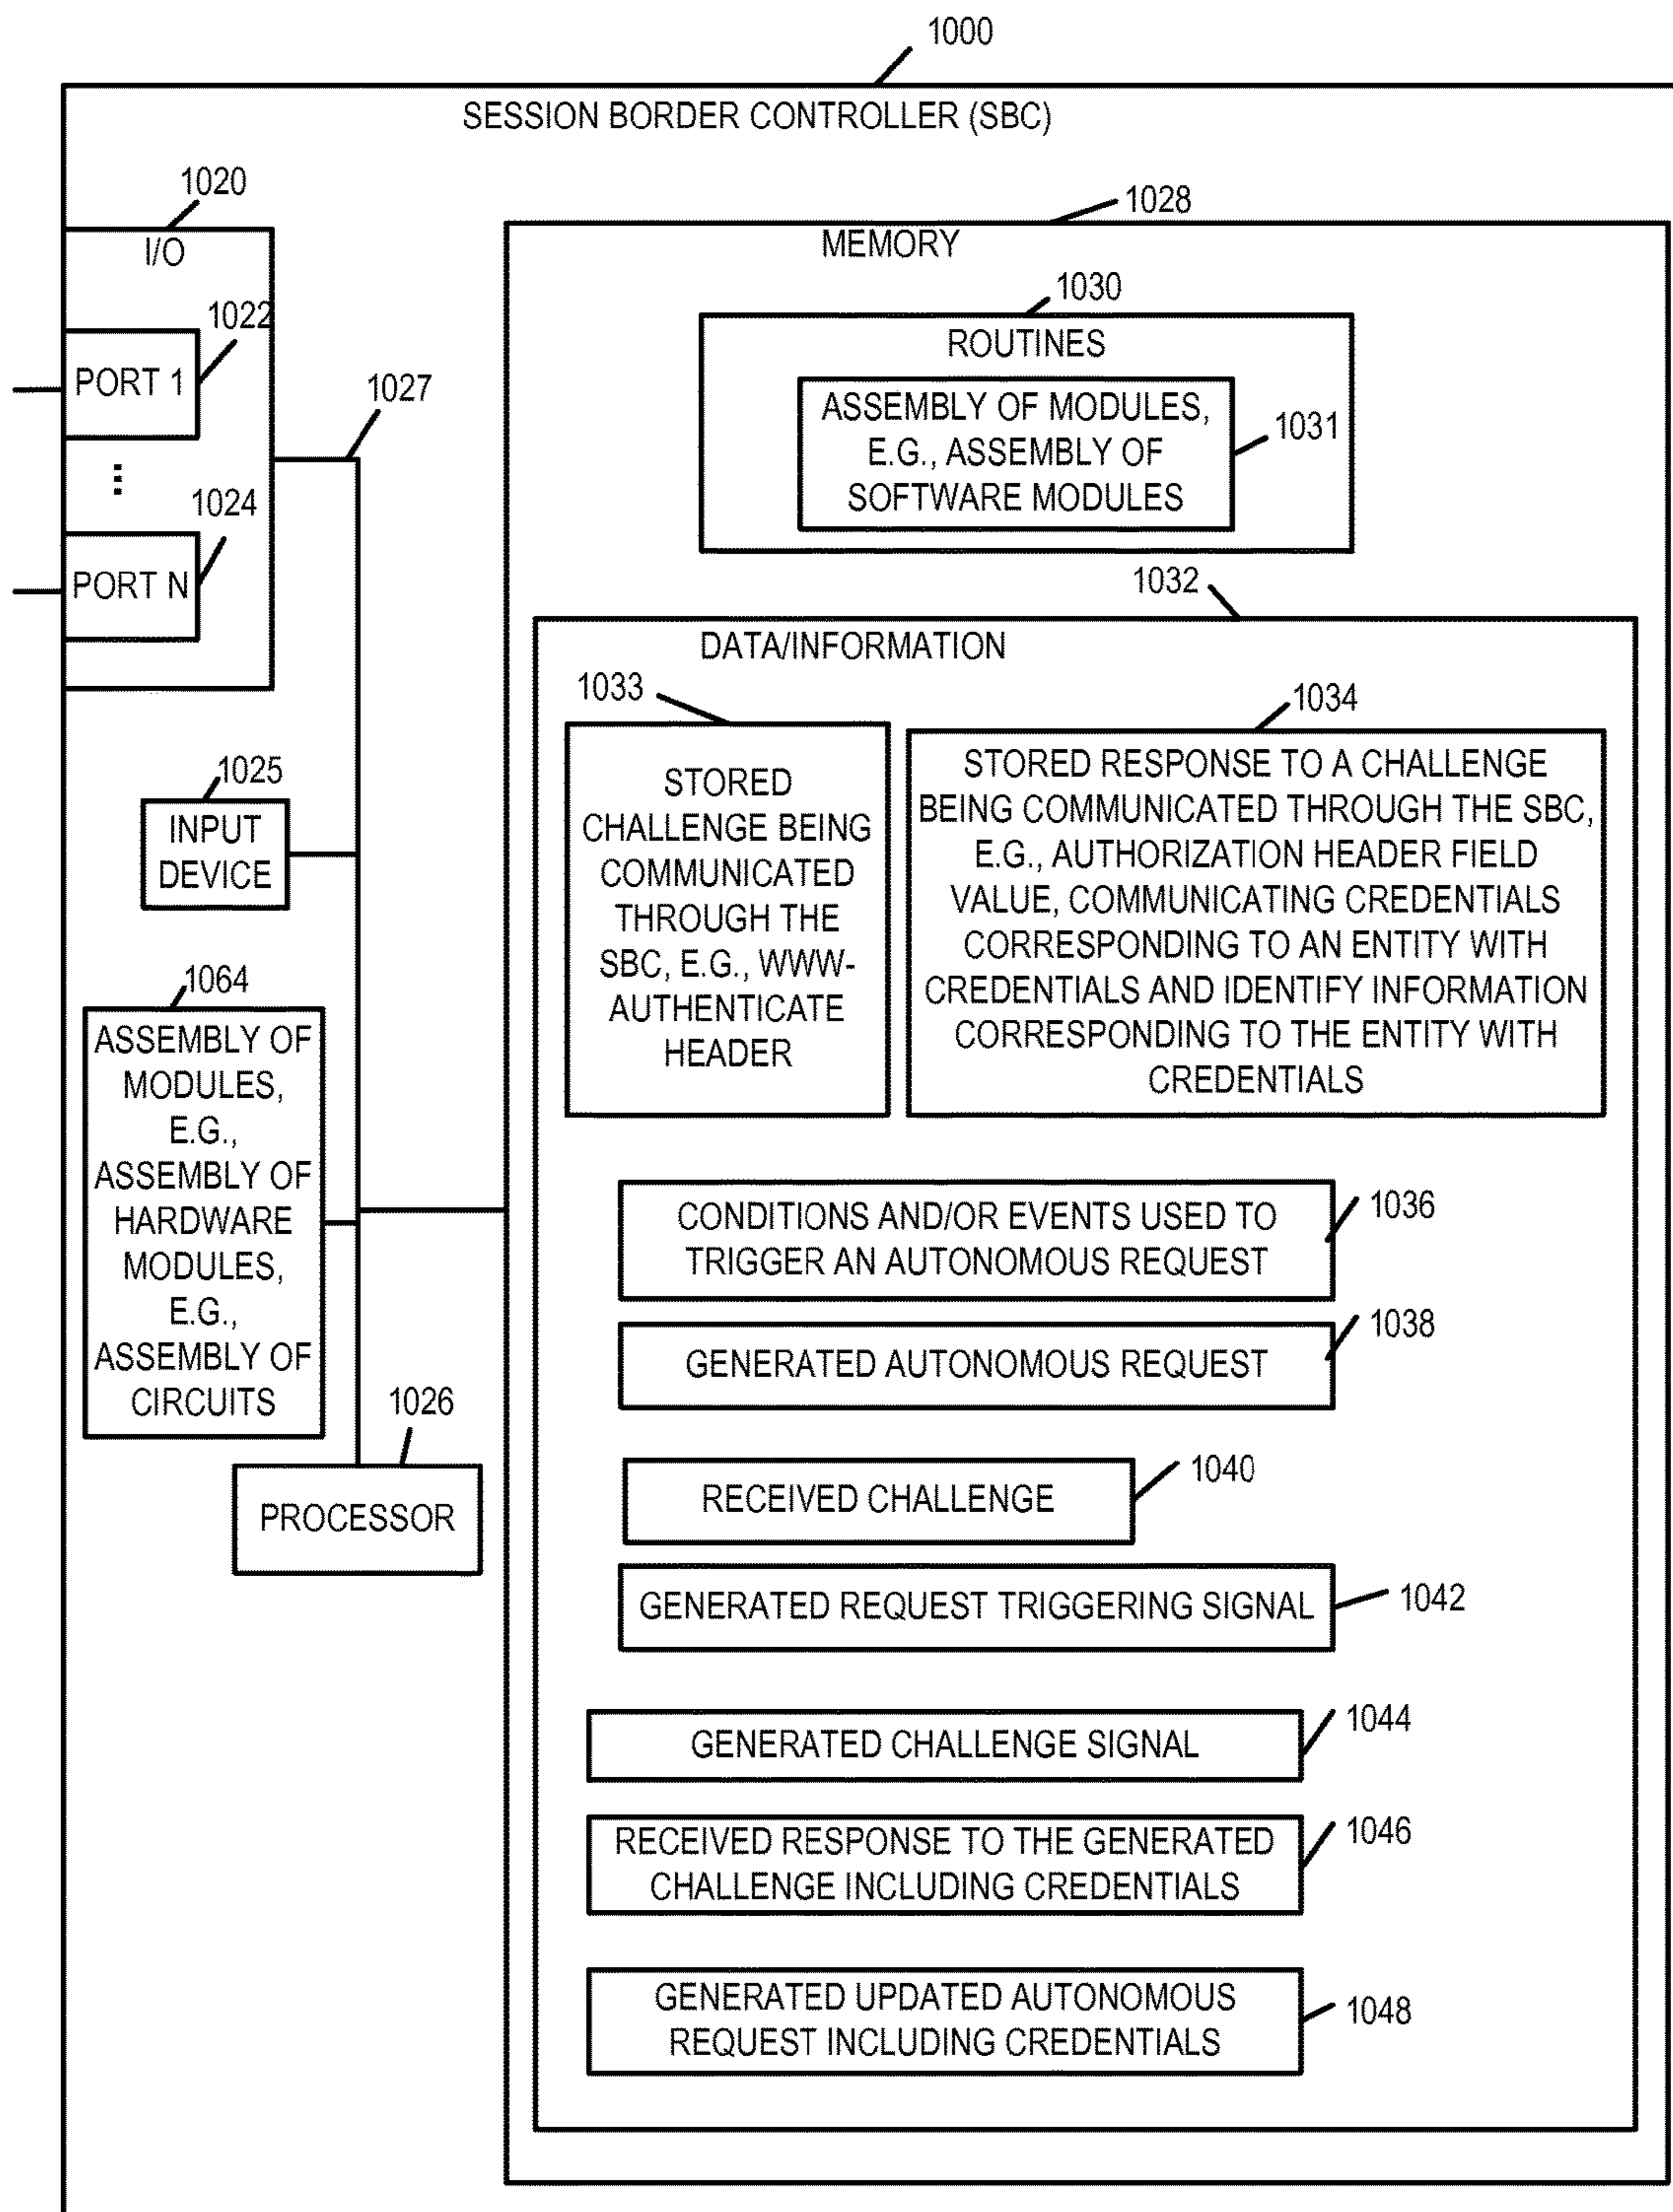 1000
SESSION BORDER CONTROLLER (SBC)
1020
I/O
1022
PORT 1
...
1024
PORT N
1027
1025
INPUT
DEVICE
1064
ASSEMBLY OF
MODULES,
E.G.,
ASSEMBLY OF
HARDWARE
MODULES,
E.G.,
ASSEMBLY OF
CIRCUITS
1026
PROCESSOR
1028
MEMORY
1030
ROUTINES
ASSEMBLY OF MODULES,
E.G., ASSEMBLY OF
SOFTWARE MODULES
1031
1032
DATA/INFORMATION
1033
STORED
CHALLENGE BEING
COMMUNICATED
THROUGH THE
SBC, E.G., WWW-
AUTHENTICATE
HEADER
1034
STORED RESPONSE TO A CHALLENGE
BEING COMMUNICATED THROUGH THE SBC,
E.G., AUTHORIZATION HEADER FIELD
VALUE, COMMUNICATING CREDENTIALS
CORRESPONDING TO AN ENTITY WITH
CREDENTIALS AND IDENTIFY INFORMATION
CORRESPONDING TO THE ENTITY WITH
CREDENTIALS
CONDITIONS AND/OR EVENTS USED TO
TRIGGER AN AUTONOMOUS REQUEST
1036
GENERATED AUTONOMOUS REQUEST
1038
RECEIVED CHALLENGE
1040
GENERATED REQUEST TRIGGERING SIGNAL
1042
GENERATED CHALLENGE SIGNAL
1044
RECEIVED RESPONSE TO THE GENERATED
CHALLENGE INCLUDING CREDENTIALS
1046
GENERATED UPDATED AUTONOMOUS
REQUEST INCLUDING CREDENTIALS
1048